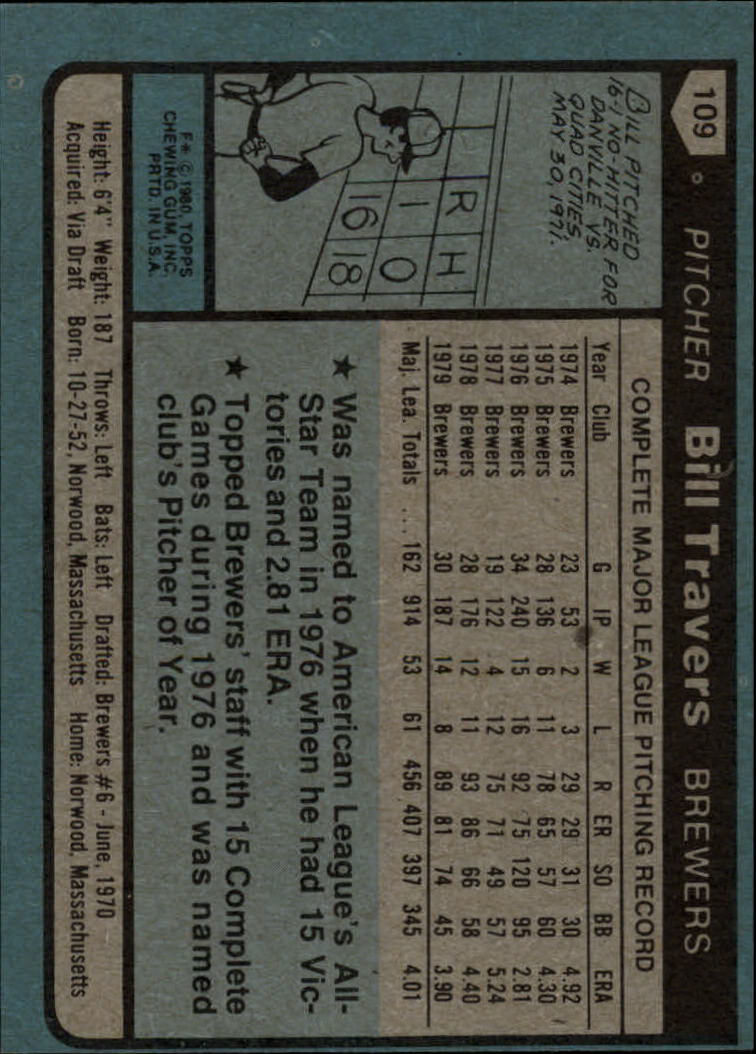 109 PITCHER Bill Travers BREWERS
BILL PITCHED
16-1 NO-HITTER FOR
DANVILLE VS.
QUAD CITIES,
MAY 30, 1971.
R H
1 0
16 18
F* © 1980, TOPPS
CHEWING GUM, INC.
PRTD. IN U.S.A.
COMPLETE MAJOR LEAGUE PITCHING RECORD
Year Club G IP W L R ER SO BB ERA
1974 Brewers 23 53 2 3 29 29 31 30 4.92
1975 Brewers 28 136 6 11 78 65 57 60 4.30
1976 Brewers 34 240 15 16 92 75 120 95 2.81
1977 Brewers 19 122 4 12 75 71 49 57 5.24
1978 Brewers 28 176 12 11 93 86 66 58 4.40
1979 Brewers 30 187 14 8 89 81 74 45 3.90
Maj. Lea. Totals ... 162 914 53 61 456 407 397 345 4.01
★ Was named to American League's All-
Star Team in 1976 when he had 15 Vic-
tories and 2.81 ERA.
★ Topped Brewers' staff with 15 Complete
Games during 1976 and was named
club's Pitcher of Year.
Height: 6'4" Weight: 187 Throws: Left Bats: Left Drafted: Brewers #6 - June, 1970
Acquired: Via Draft Born: 10-27-52, Norwood, Massachusetts Home: Norwood, Massachusetts